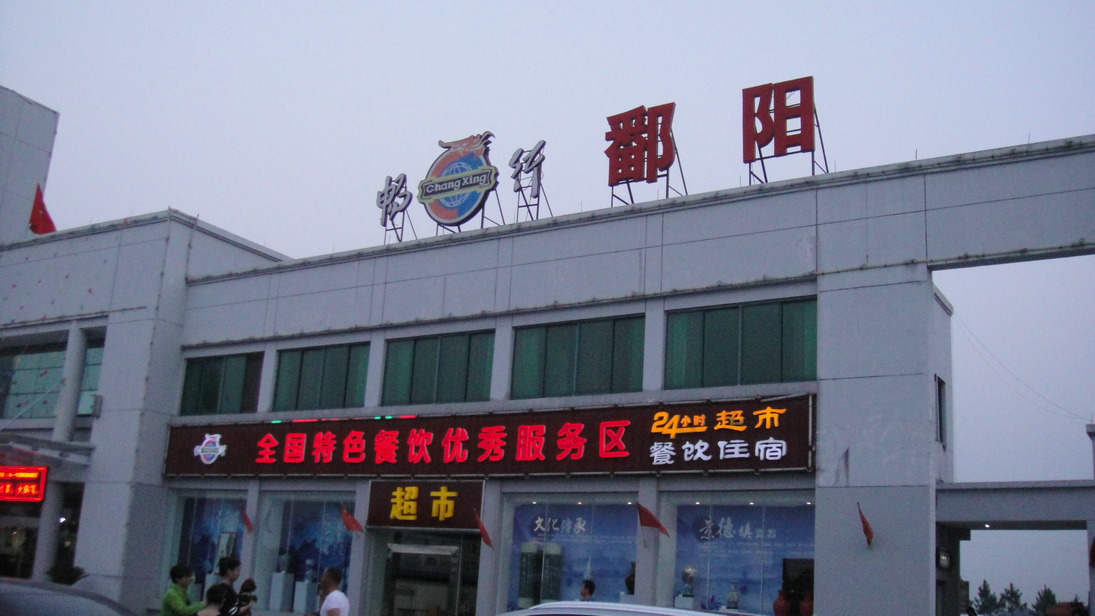 畅 Chang Xing 行 鄱阳
全国特色餐饮优秀服务区
24小时超市
餐饮住宿
超市
文化传承
景德镇